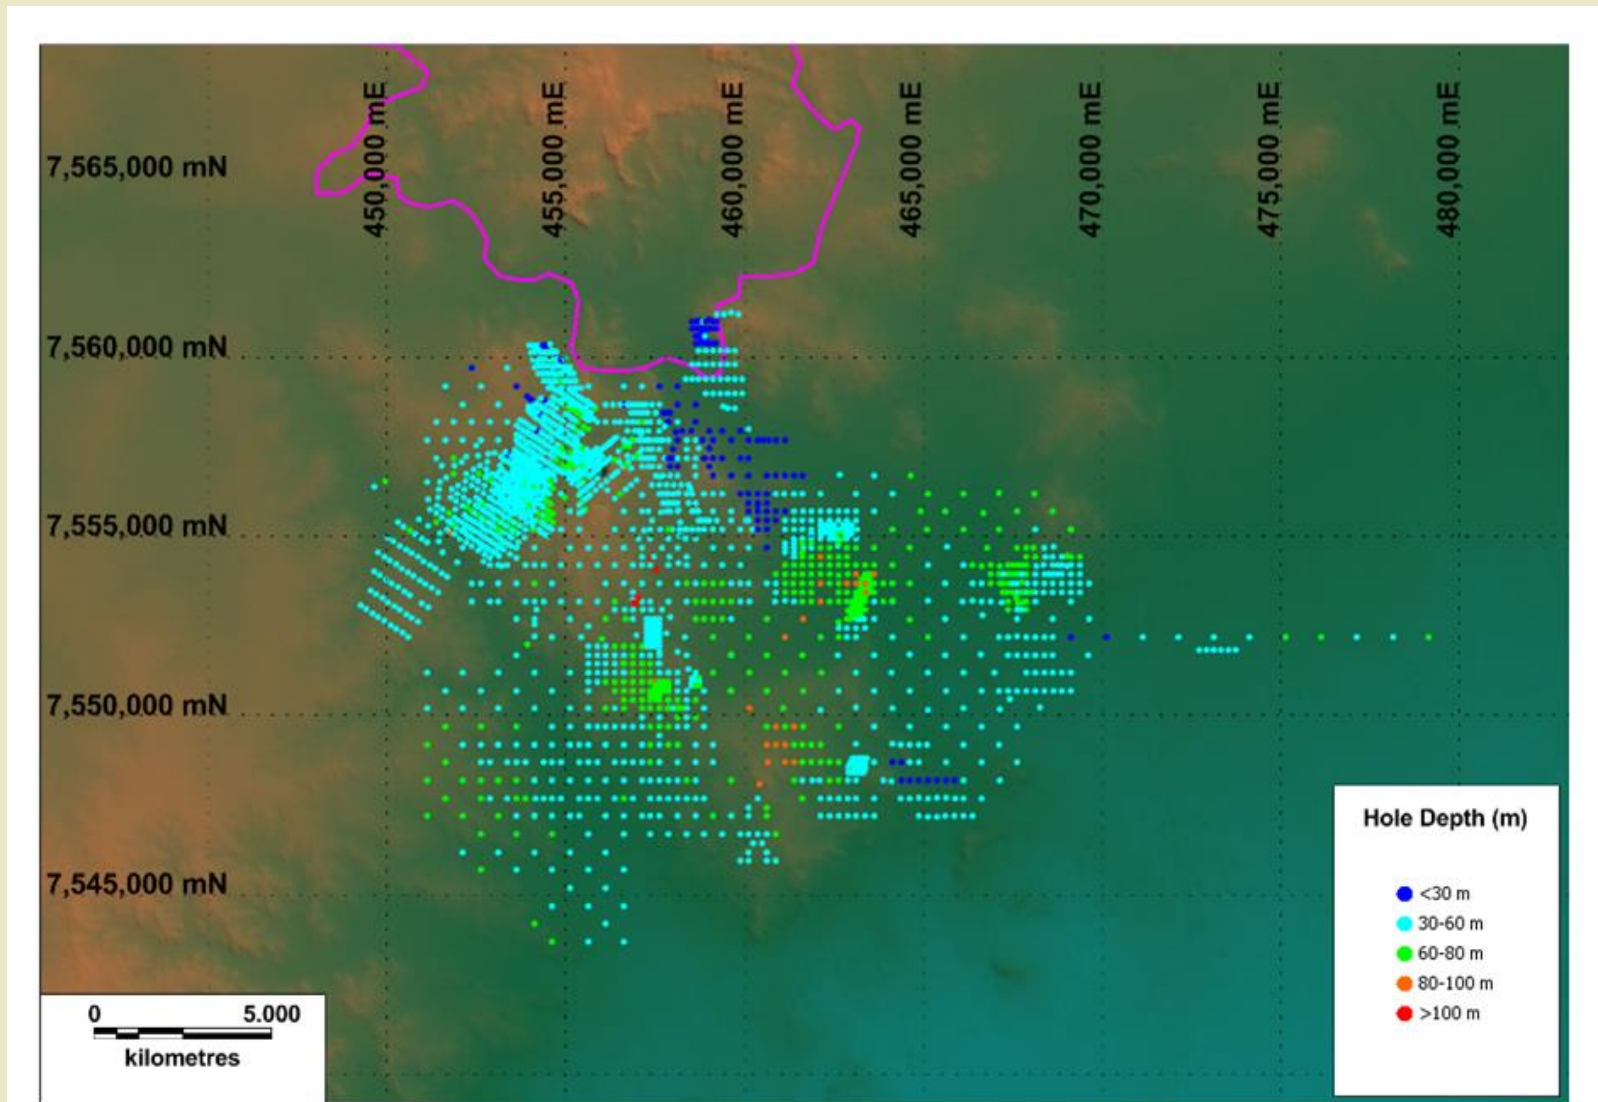 450,000 mE
455,000 mE
460,000 mE
465,000 mE
470,000 mE
475,000 mE
480,000 mE
7,565,000 mN
7,560,000 mN
7,555,000 mN
7,550,000 mN
7,545,000 mN
Hole Depth (m)
<30 m
30-60 m
60-80 m
80-100 m
>100 m
0 5.000
kilometres